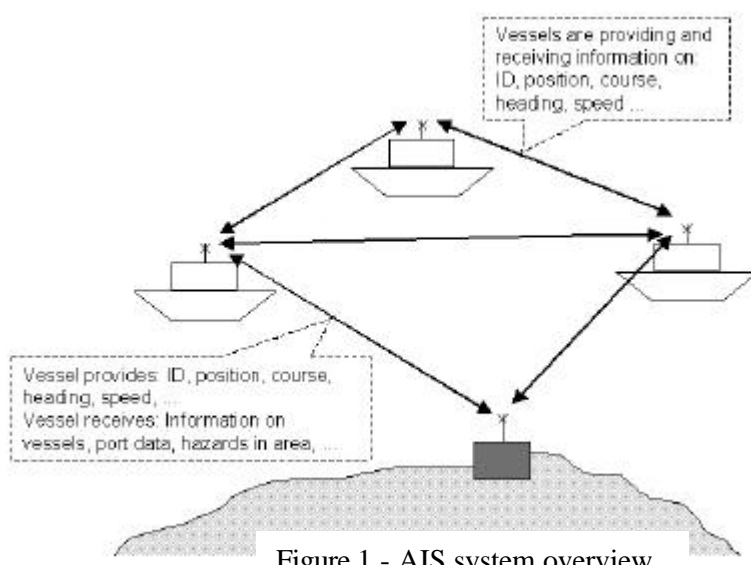 Vessels are providing and
receiving information on:
ID, position, course,
heading, speed ...
Vessel provides: ID, position, course,
heading, speed, ...
Vessel receives: Information on
vessels, port data, hazards in area, ...
Figure 1 - AIS system overview